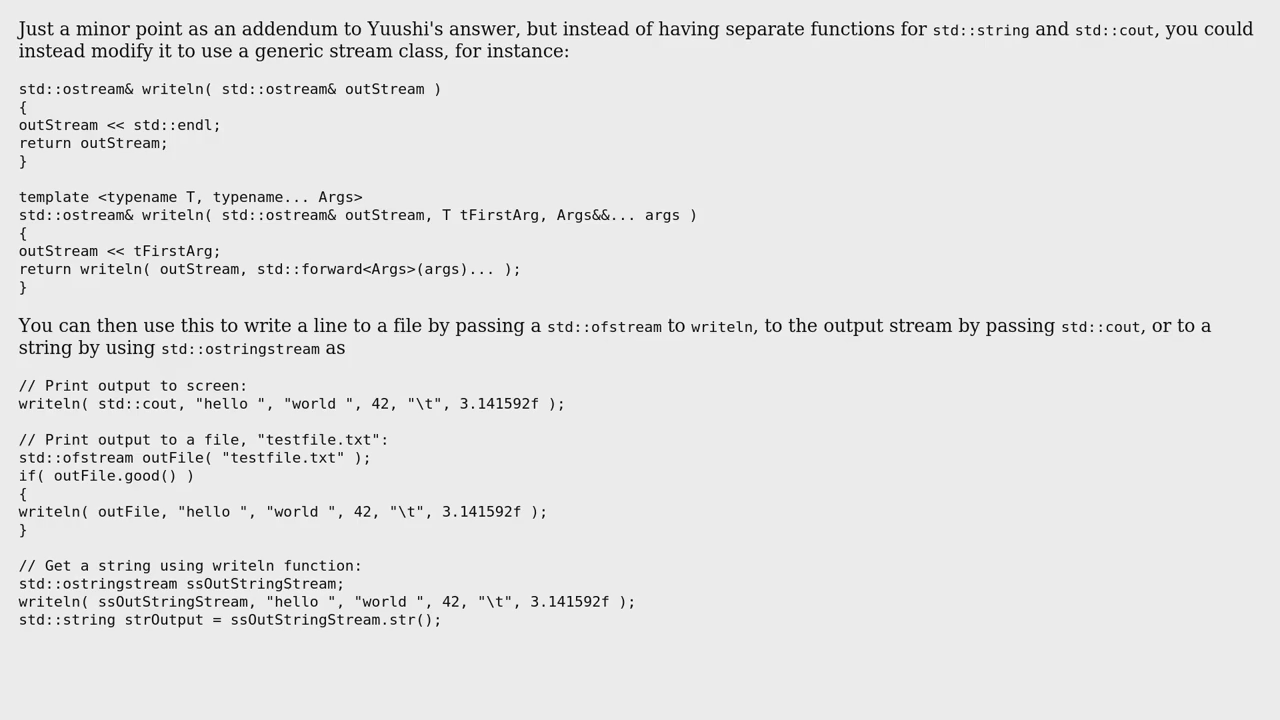 Just a minor point as an addendum to Yuushi's answer, but instead of having separate functions for std::string and std::cout, you could
instead modify it to use a generic stream class, for instance:
std::ostream& writeln( std::ostream& outStream )
{
outStream << std::endl;
return outStream;
}
template <typename T, typename... Args>
std::ostream& writeln( std::ostream& outStream, T tFirstArg, Args&&... args )
{
outStream << tFirstArg;
return writeln( outStream, std::forward<Args>(args)... );
}
You can then use this to write a line to a file by passing a std::ofstream to writeln, to the output stream by passing std::cout, or to a
string by using std::ostringstream as
// Print output to screen:
writeln( std::cout, "hello ", "world ", 42, "\t", 3.141592f );
// Print output to a file, "testfile.txt":
std::ofstream outFile( "testfile.txt" );
if( outFile.good() )
{
writeln( outFile, "hello ", "world ", 42, "\t", 3.141592f );
}
// Get a string using writeln function:
std::ostringstream ssOutStringStream;
writeln( ssOutStringStream, "hello ", "world ", 42, "\t", 3.141592f );
std::string strOutput = ssOutStringStream.str();